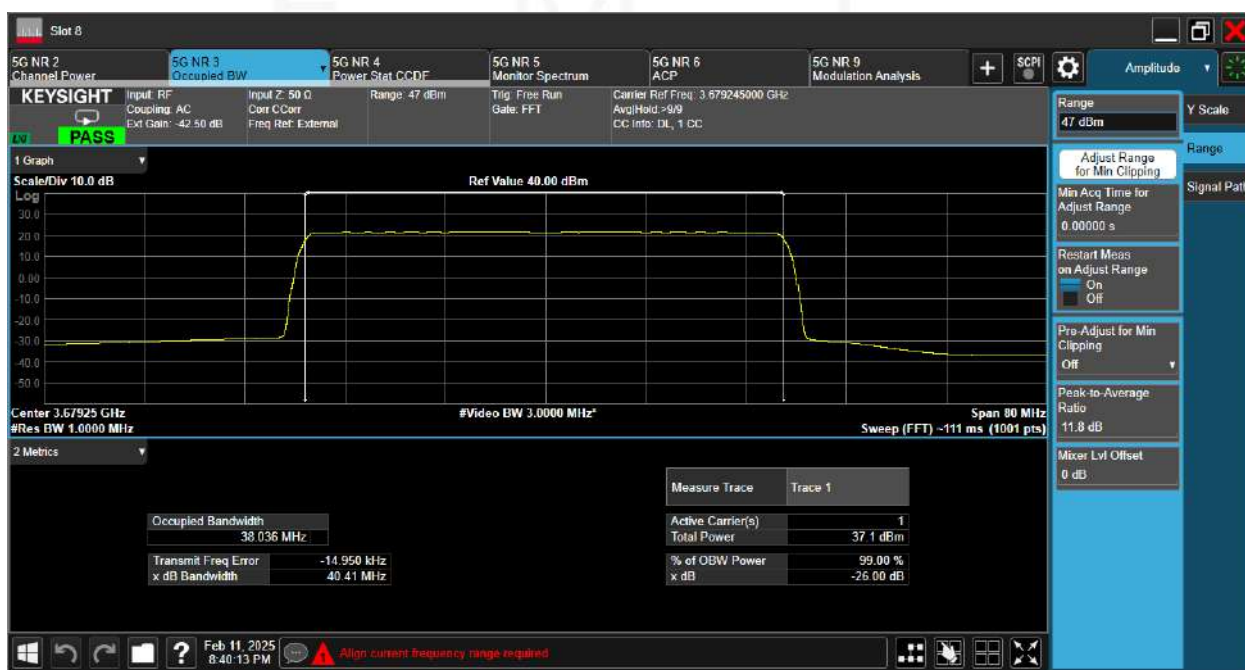 Slot 8
5G NR 2
Channel Power
5G NR 3
Occupied BW
5G NR 4
Power Stat CCDF
5G NR 5
Monitor Spectrum
5G NR 6
ACP
5G NR 9
Modulation Analysis
SCPI
Amplitude
KEYSIGHT
PASS
Input: RF
Coupling: AC
Ext Gain: -42.50 dB
Input Z: 50 Ω
Corr CCorr
Freq Ref: External
Range: 47 dBm
Trig: Free Run
Gate: FFT
Carrier Ref Freq: 3.679245000 GHz
Avg|Hold:>9/9
CC Info: DL, 1 CC
1 Graph
Scale/Div 10.0 dB
Ref Value 40.00 dBm
Log
30.0
20.0
10.0
0.00
-10.0
-20.0
-30.0
-40.0
-50.0
Center 3.67925 GHz
#Video BW 3.0000 MHz*
Span 80 MHz
#Res BW 1.0000 MHz
Sweep (FFT) ~111 ms (1001 pts)
2 Metrics
Measure Trace Trace 1
Occupied Bandwidth
38.036 MHz
Active Carrier(s) 1
Total Power 37.1 dBm
Transmit Freq Error -14.950 kHz
x dB Bandwidth 40.41 MHz
% of OBW Power 99.00 %
x dB -26.00 dB
Range
47 dBm
Adjust Range
for Min Clipping
Min Acq Time for
Adjust Range
0.00000 s
Restart Meas
on Adjust Range
On
Off
Pre-Adjust for Min
Clipping
Off
Peak-to-Average
Ratio
11.8 dB
Mixer Lvl Offset
0 dB
Y Scale
Range
Signal Path
?
Feb 11, 2025
8:40:13 PM
Align current frequency range required